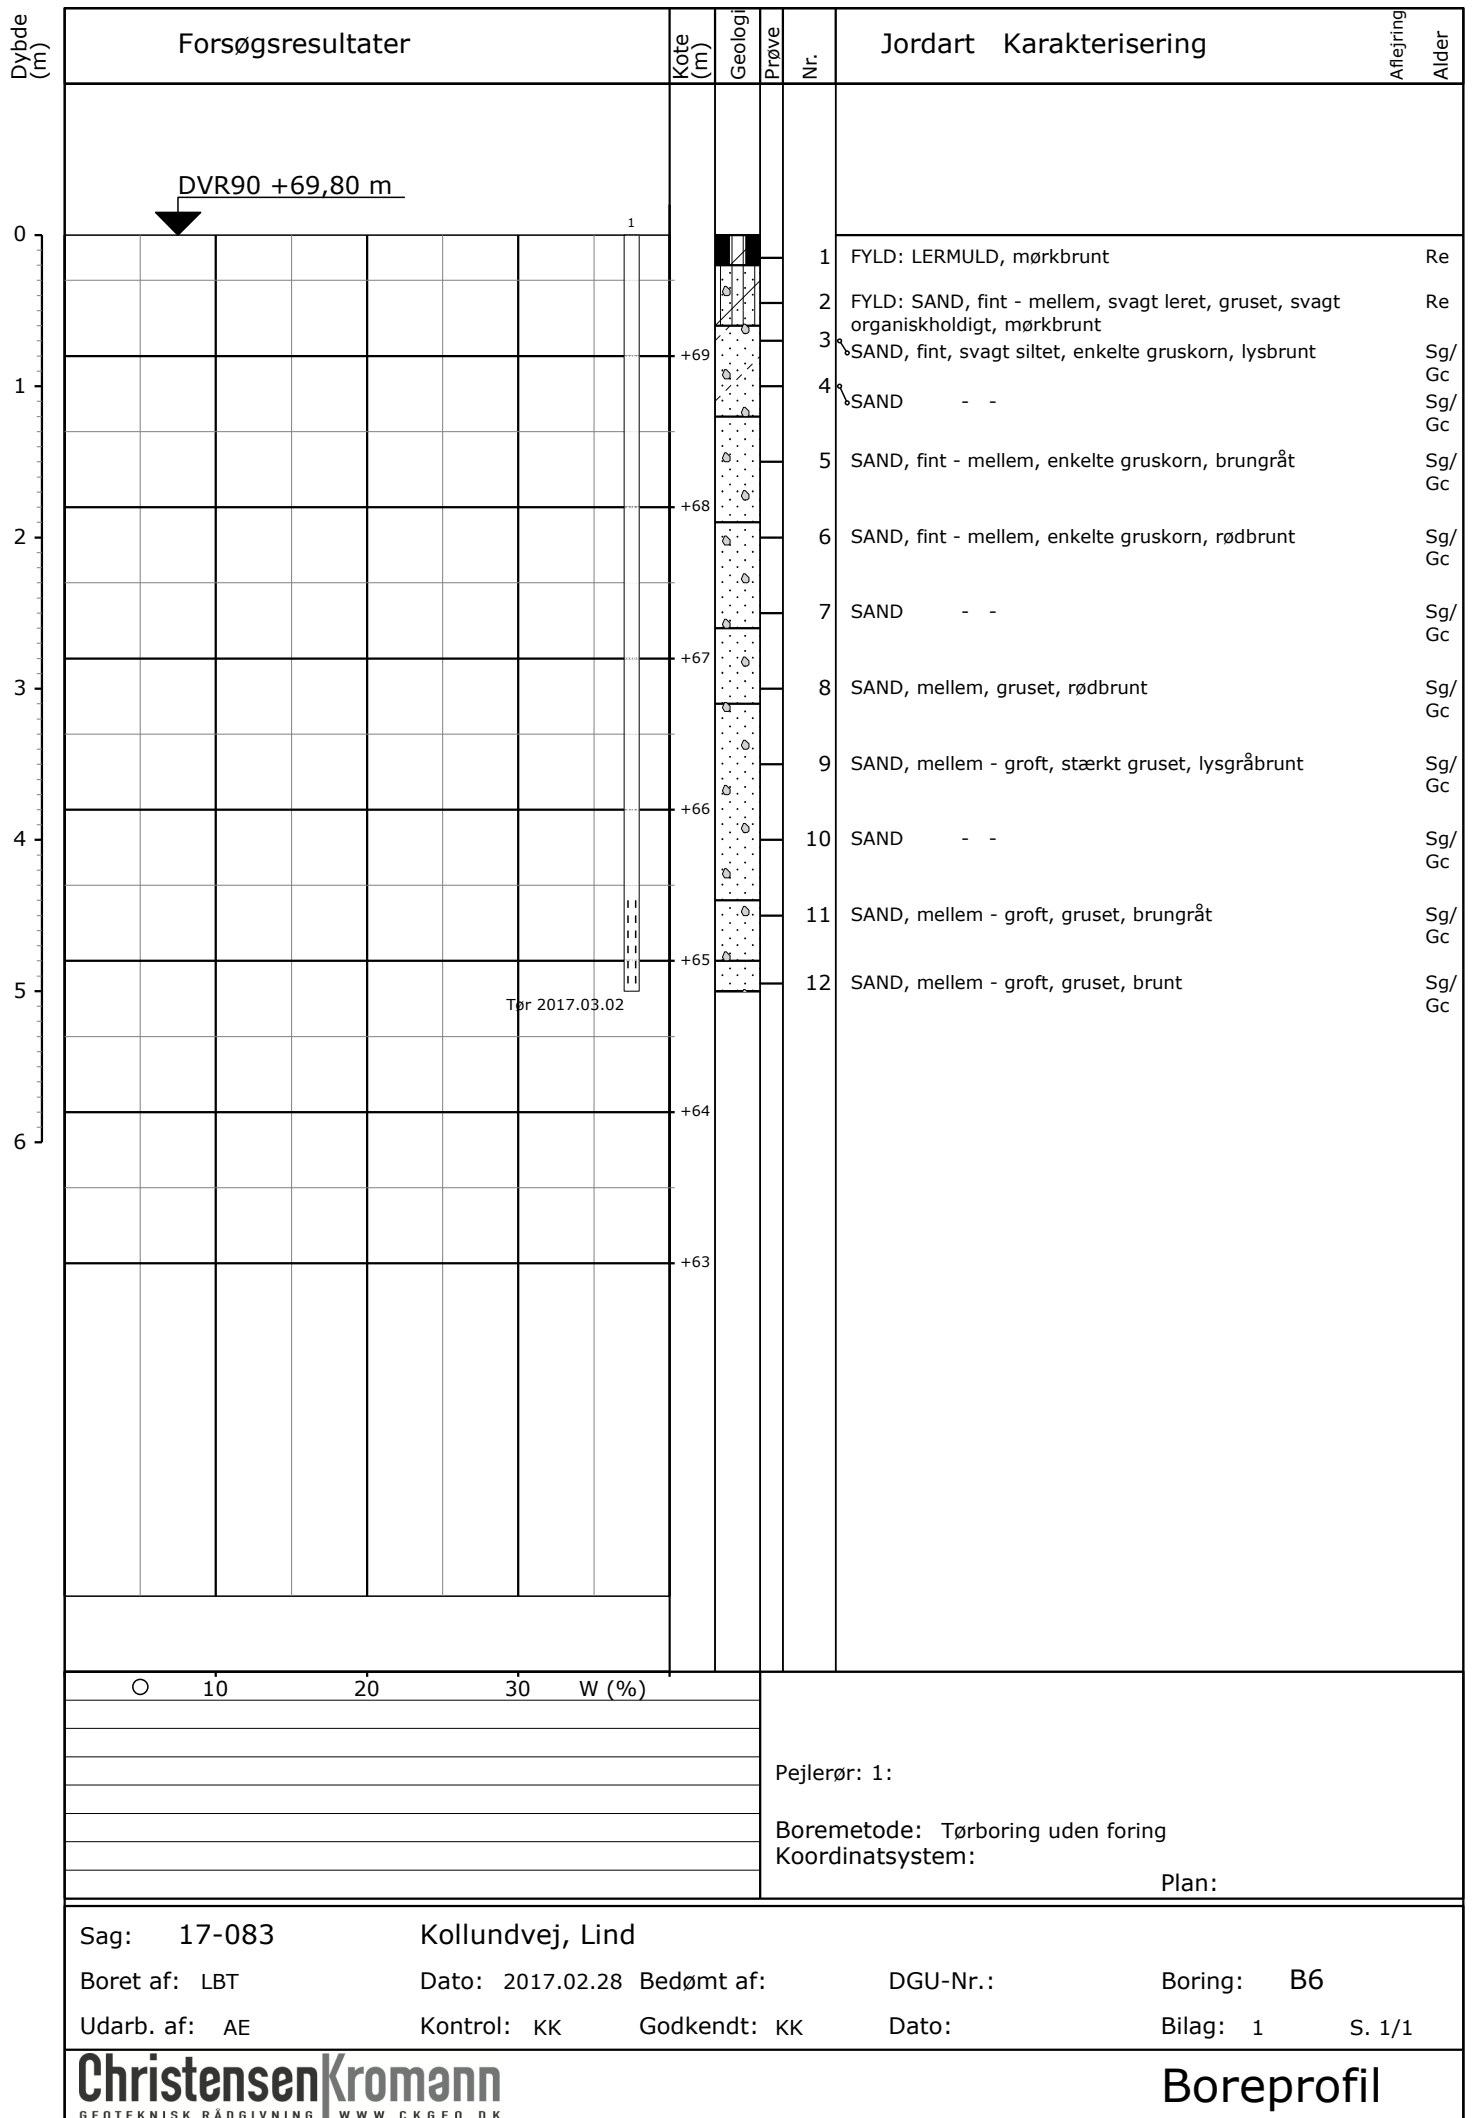 Dybde (m)
Forsøgsresultater
Kote (m)
Geologi
Prøve
Nr.
Jordart Karakterisering
Aflejring
Alder
DVR90 +69,80 m
1
0
1 FYLD: LERMULD, mørkbrunt Re
2 FYLD: SAND, fint - mellem, svagt leret, gruset, svagt Re
organiskholdigt, mørkbrunt
3
+69 SAND, fint, svagt siltet, enkelte gruskorn, lysbrunt Sg/
Gc
1 4
SAND - - Sg/
Gc
5 SAND, fint - mellem, enkelte gruskorn, brungråt Sg/
Gc
+68
2 6 SAND, fint - mellem, enkelte gruskorn, rødbrunt Sg/
Gc
7 SAND - - Sg/
Gc
+67
3 8 SAND, mellem, gruset, rødbrunt Sg/
Gc
9 SAND, mellem - groft, stærkt gruset, lysgråbrunt Sg/
Gc
+66
4 10 SAND - - Sg/
Gc
11 SAND, mellem - groft, gruset, brungråt Sg/
Gc
+65
5 12 SAND, mellem - groft, gruset, brunt Sg/
Tør 2017.03.02 Gc
+64
6
+63
10 20 30 W (%)
Pejlerør: 1:
Boremetode: Tørboring uden foring
Koordinatsystem:
Plan:
Sag: 17-083 Kollundvej, Lind
Boret af: LBT Dato: 2017.02.28 Bedømt af: DGU-Nr.: Boring: B6
Udarb. af: AE Kontrol: KK Godkendt: KK Dato: Bilag: 1 S. 1/1
ChristensenKromann
GEOTEKNISK RÅDGIVNING WWW.CKGEO.DK
Boreprofil